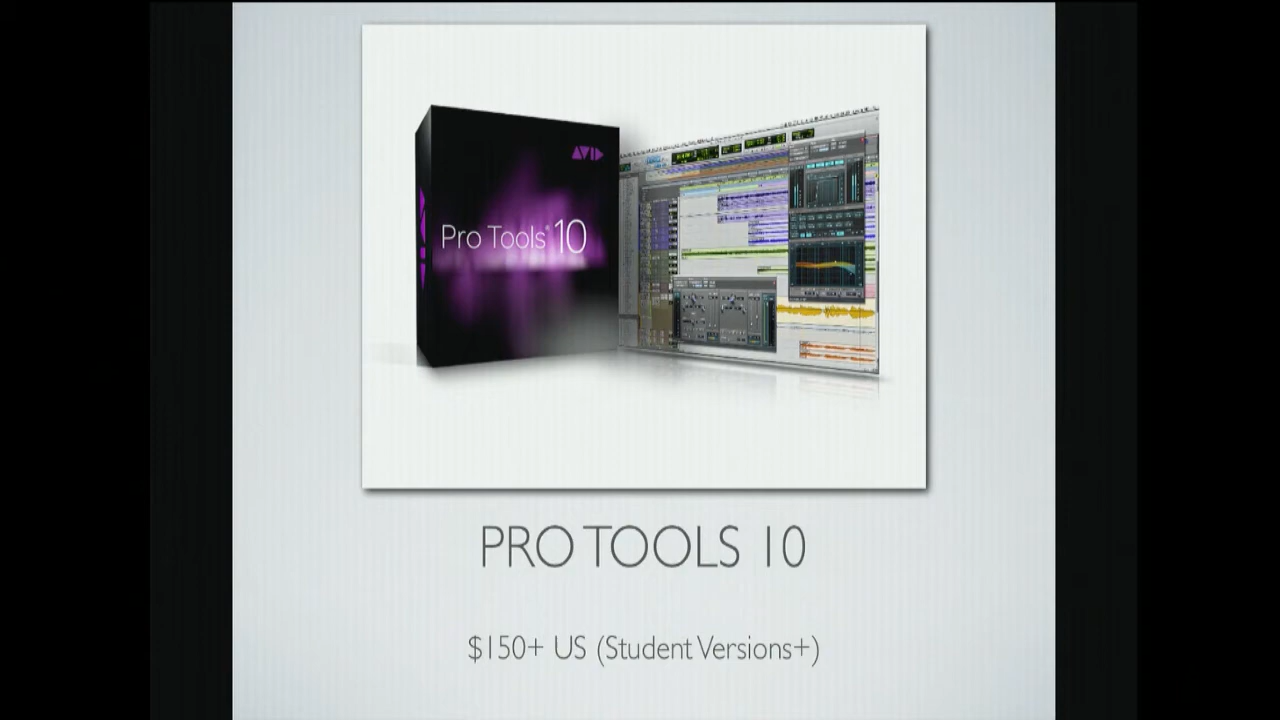 AVID
Pro Tools® 10
PRO TOOLS 10
$150+ US (Student Versions+)